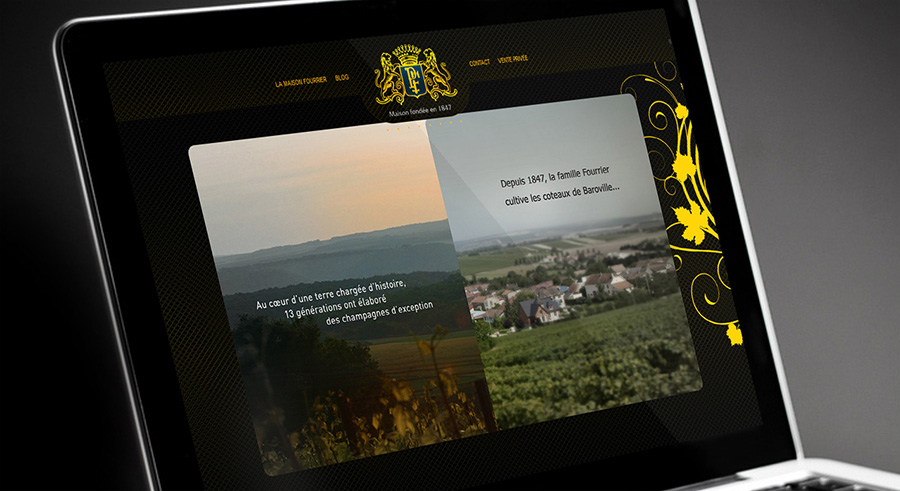 LA MAISON FOURRIER BLOG
CONTACT VENTE PRIVÉE
Maison fondée en 1847
Depuis 1847, la famille Fourrier
cultive les coteaux de Baroville...
Au cœur d'une terre chargée d'histoire,
13 générations ont élaboré
des champagnes d'exception